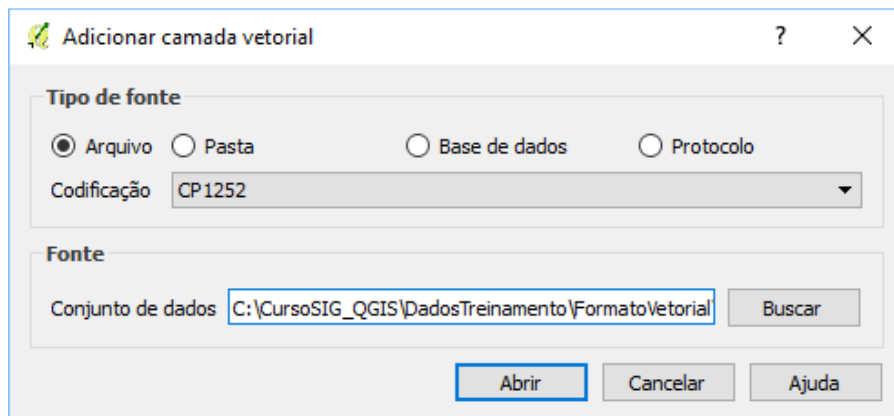 Adicionar camada vetorial ?
Tipo de fonte
Arquivo Pasta Base de dados Protocolo
Codificação CP1252
Fonte
Conjunto de dados C:\CursoSIG_QGIS\DadosTreinamento\FormatoVetorial\ Buscar
Abrir Cancelar Ajuda